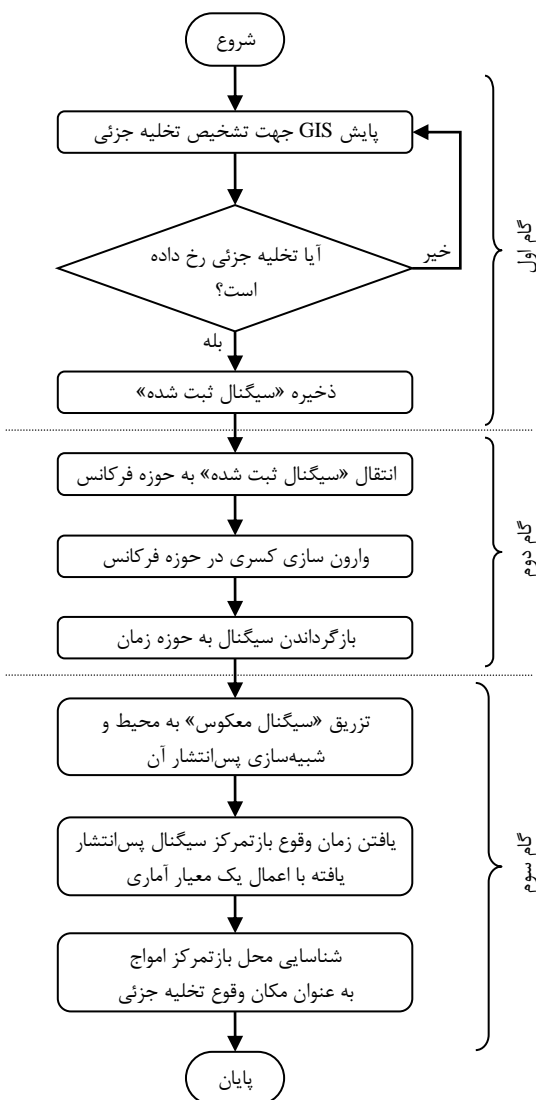 شروع
پایش GIS جهت تشخیص تخلیه جزئی
آیا تخلیه جزئی رخ داده
است؟
خیر
بله
ذخیره «سیگنال ثبت شده»
گام اول
انتقال «سیگنال ثبت شده» به حوزه فرکانس
وارون سازی کسری در حوزه فرکانس
بازگرداندن سیگنال به حوزه زمان
گام دوم
تزریق «سیگنال معکوس» به محیط و
شبیه‌سازی پس‌انتشار آن
یافتن زمان وقوع بازتمرکز سیگنال پس‌انتشار
یافته با اعمال یک معیار آماری
شناسایی محل بازتمرکز امواج
به عنوان مکان وقوع تخلیه جزئی
گام سوم
پایان